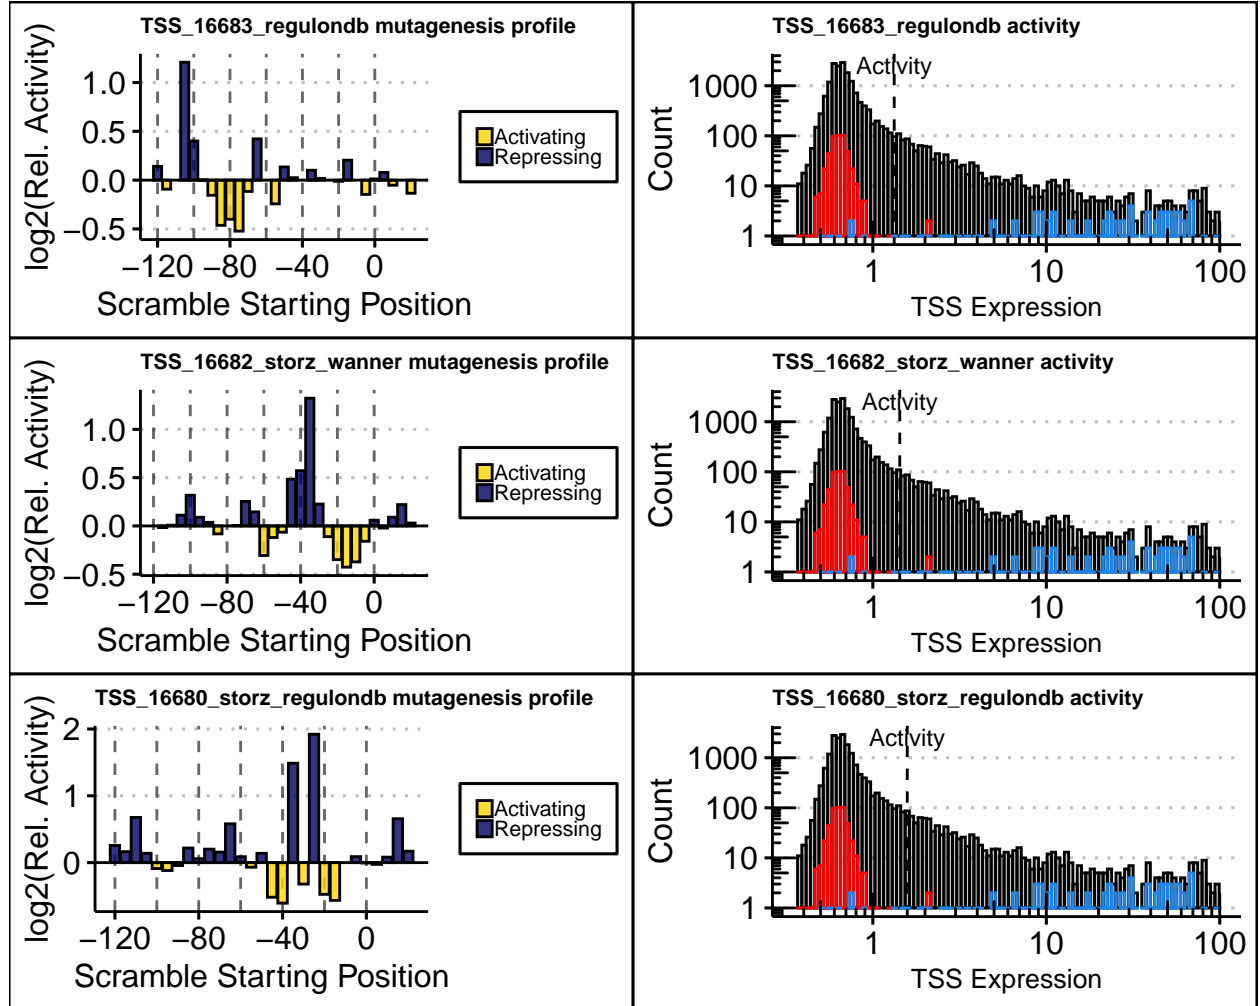 TSS_16683_regulondb mutagenesis profile
log2(Rel. Activity)
1.0
0.5
0.0
−0.5
−120 −80 −40 0
Scramble Starting Position
Activating
Repressing
TSS_16683_regulondb activity
Activity
Count
1000
100
10
1
1 10 100
TSS Expression
TSS_16682_storz_wanner mutagenesis profile
log2(Rel. Activity)
1.0
0.5
0.0
−0.5
−120 −80 −40 0
Scramble Starting Position
Activating
Repressing
TSS_16682_storz_wanner activity
Activity
Count
1000
100
10
1
1 10 100
TSS Expression
TSS_16680_storz_regulondb mutagenesis profile
log2(Rel. Activity)
2
1
0
−120 −80 −40 0
Scramble Starting Position
Activating
Repressing
TSS_16680_storz_regulondb activity
Activity
Count
1000
100
10
1
1 10 100
TSS Expression